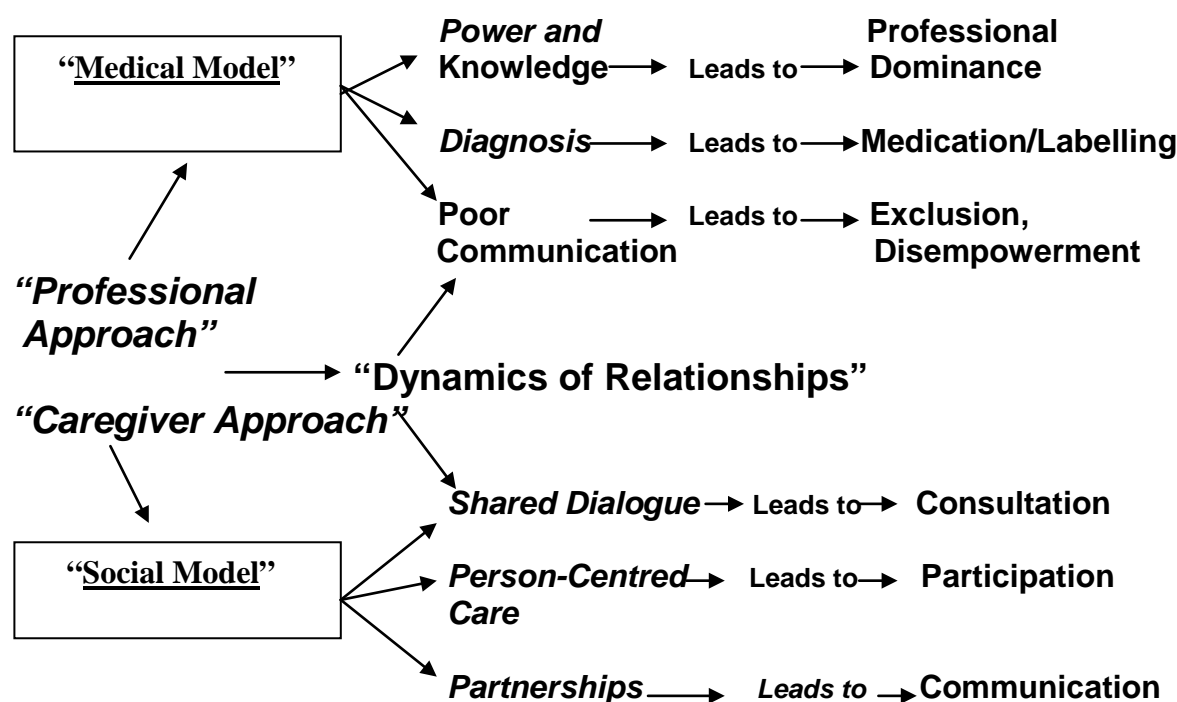 “Medical Model”
Power and
Knowledge Leads to
Professional
Dominance
Diagnosis Leads to Medication/Labelling
Poor
Communication
Leads to
Exclusion,
Disempowerment
“Professional
Approach”
“Dynamics of Relationships”
“Caregiver Approach”
Shared Dialogue Leads to Consultation
“Social Model”
Person-Centred
Care
Leads to Participation
Partnerships Leads to Communication